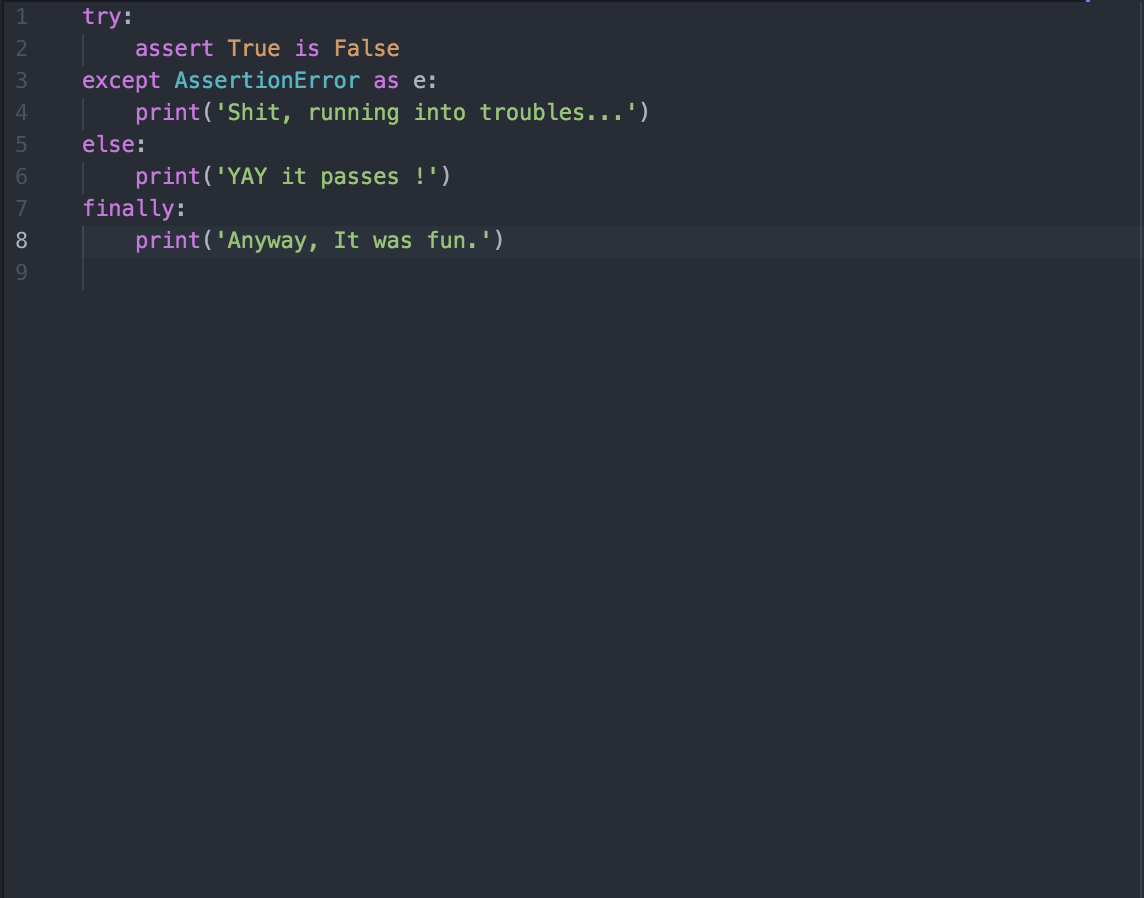 1 try:
2     assert True is False
3 except AssertionError as e:
4     print('Shit, running into troubles...')
5 else:
6     print('YAY it passes !')
7 finally:
8     print('Anyway, It was fun.')
9